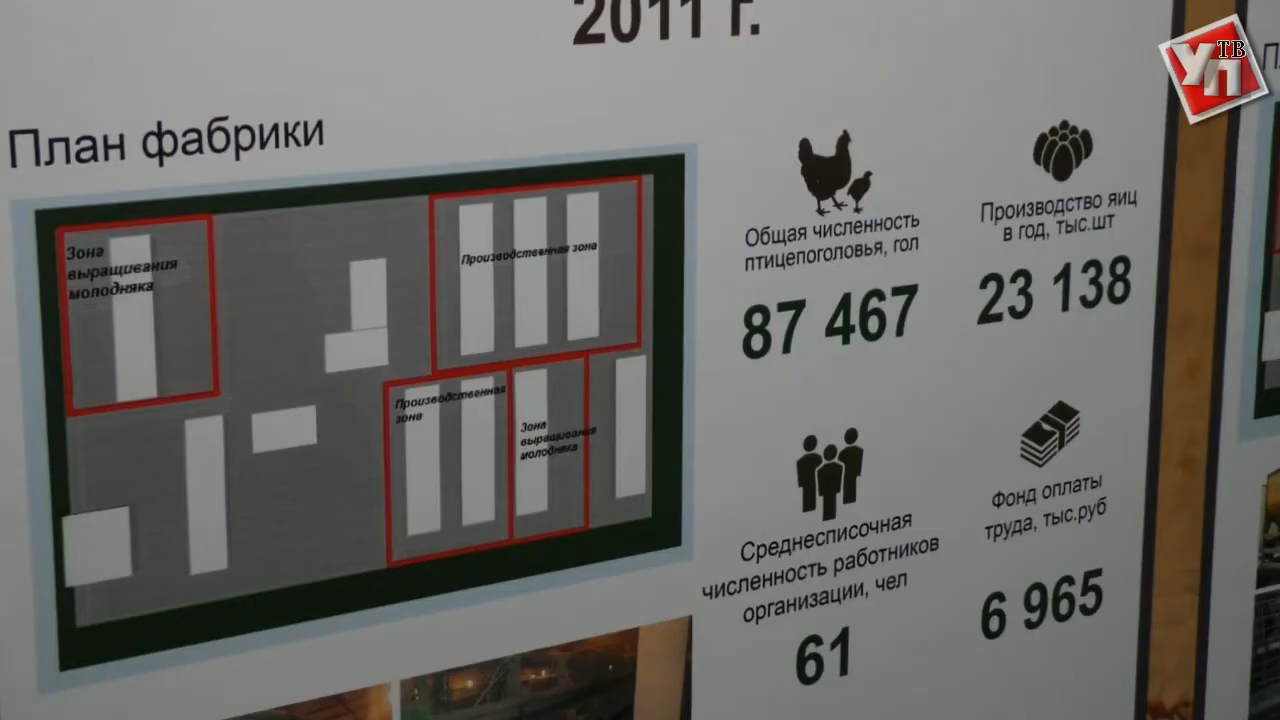 2011 г.
УП ТВ
План фабрики
Зона
выращивания
молодняка
Производственная зона
Производственная
зона
Зона
выращивания
молодняка
Общая численность
птицепоголовья, гол
87 467
Производство яиц
в год, тыс.шт
23 138
Среднесписочная
численность работников
организации, чел
61
Фонд оплаты
труда, тыс.руб
6 965